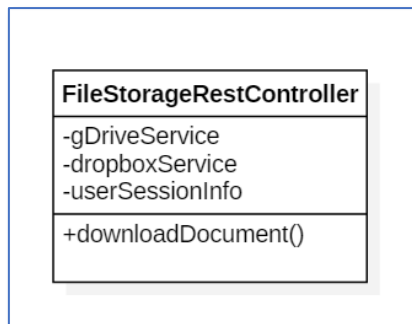 FileStorageRestController
-gDriveService
-dropboxService
-userSessionInfo
+downloadDocument()